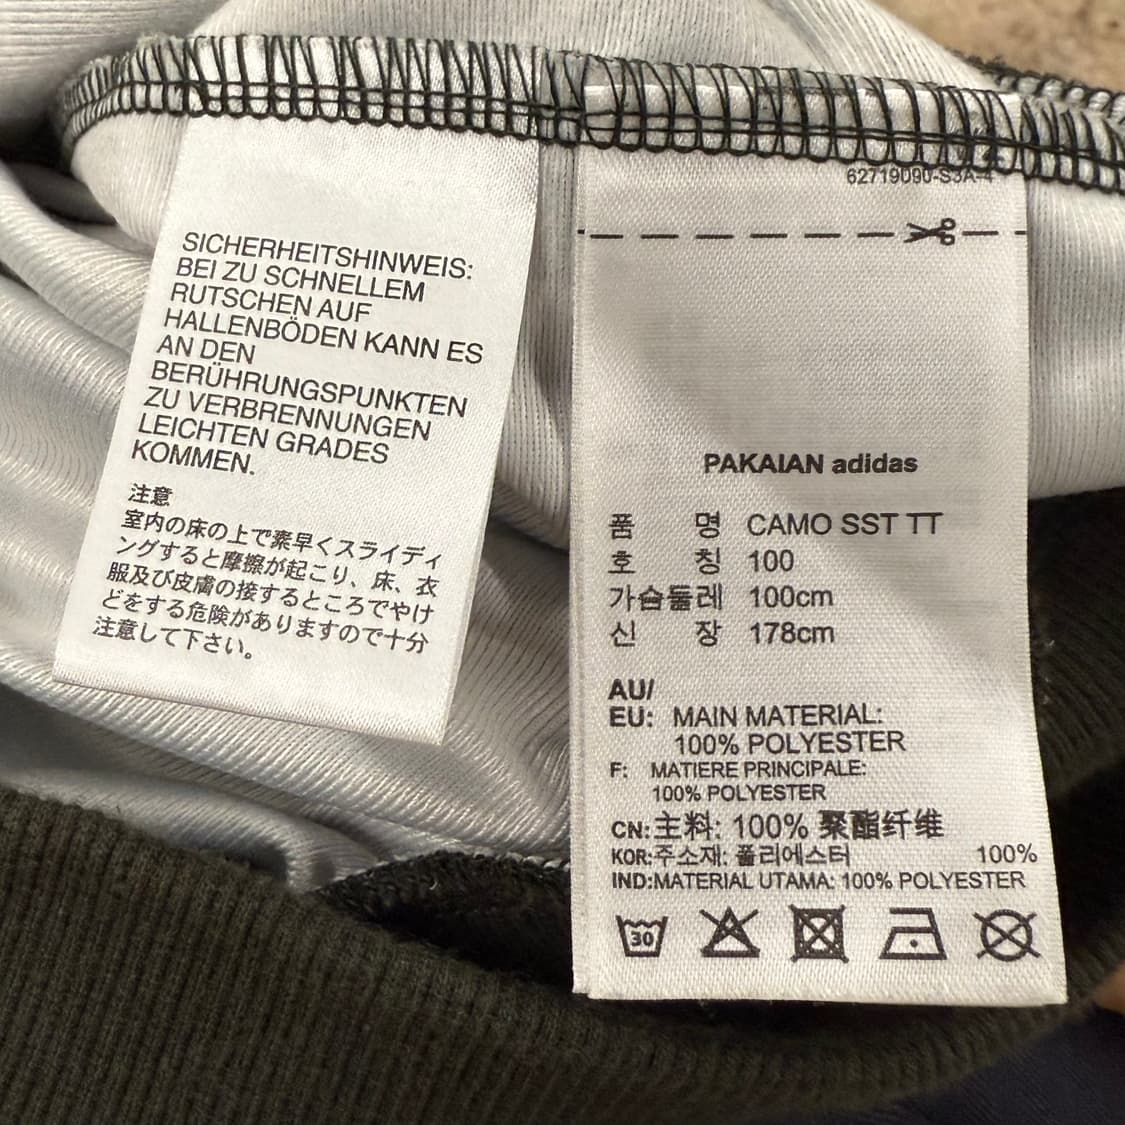 SICHERHEITSHINWEIS:
BEI ZU SCHNELLEM
RUTSCHEN AUF
HALLENBÖDEN KANN ES
AN DEN
BERÜHRUNGSPUNKTEN
ZU VERBRENNUNGEN
LEICHTEN GRADES
KOMMEN.
注意
室内の床の上で素早くスライディ
ングすると摩擦が起こり、床、衣
服及び皮膚の接するところでやけ
どをする危険がありますので十分
注意して下さい。
62719090-S3A-4
PAKAIAN adidas
품 명 CAMO SST TT
호 칭 100
가슴둘레 100cm
신 장 178cm
AU/
EU: MAIN MATERIAL:
100% POLYESTER
F: MATIERE PRINCIPALE:
100% POLYESTER
CN:主料: 100% 聚酯纤维
KOR:주소재: 폴리에스터 100%
IND:MATERIAL UTAMA: 100% POLYESTER
30